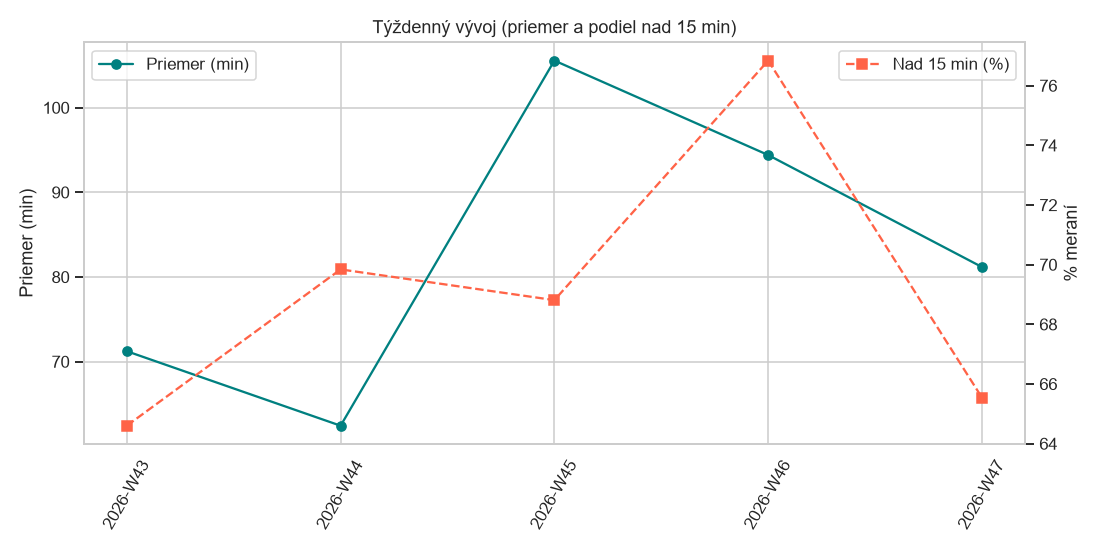 Týždenný vývoj (priemer a podiel nad 15 min)
Priemer (min)
Nad 15 min (%)
Priemer (min)
100
90
80
70
% meraní
76
74
72
70
68
66
64
2026-W43
2026-W44
2026-W45
2026-W46
2026-W47